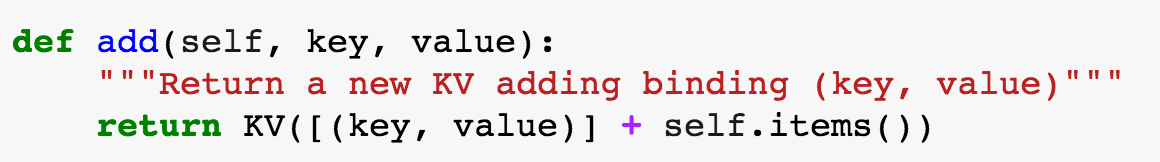 def add(self, key, value):
    """Return a new KV adding binding (key, value)"""
    return KV([(key, value)] + self.items())